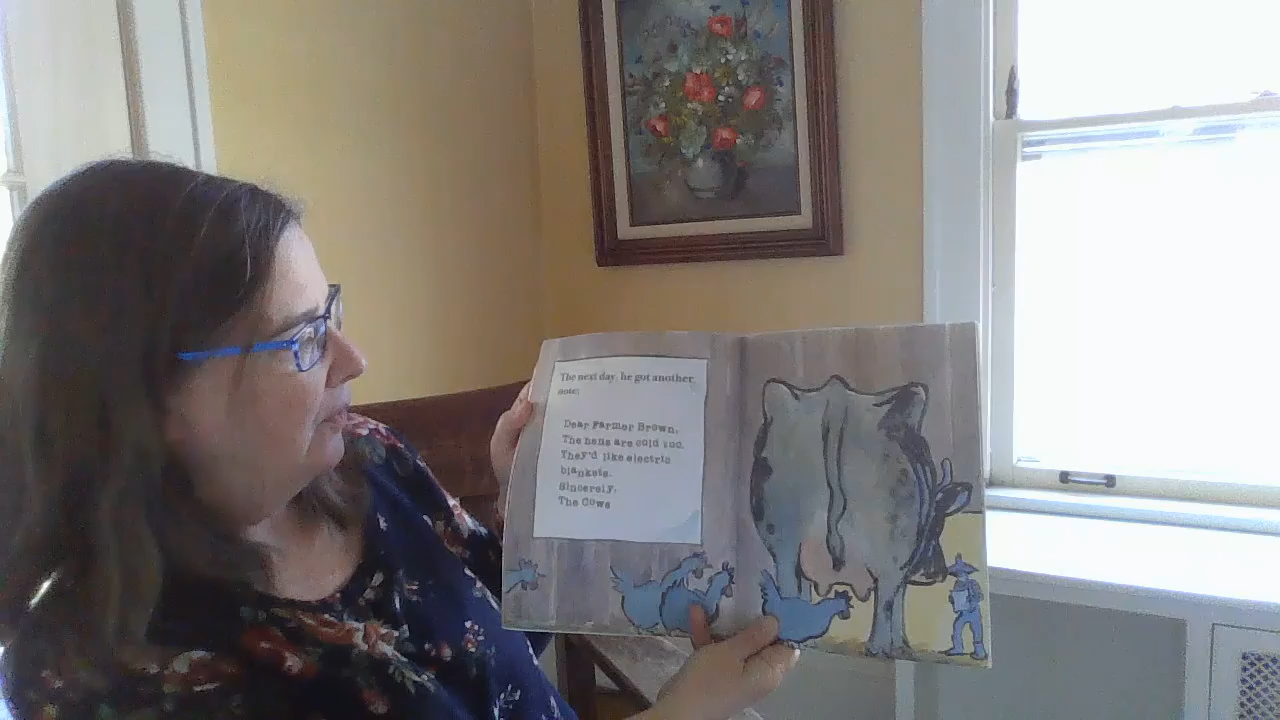 The next day, he got another
note:
Dear Farmer Brown,
The hens are cold too.
They'd like electric
blankets.
Sincerely,
The Cows